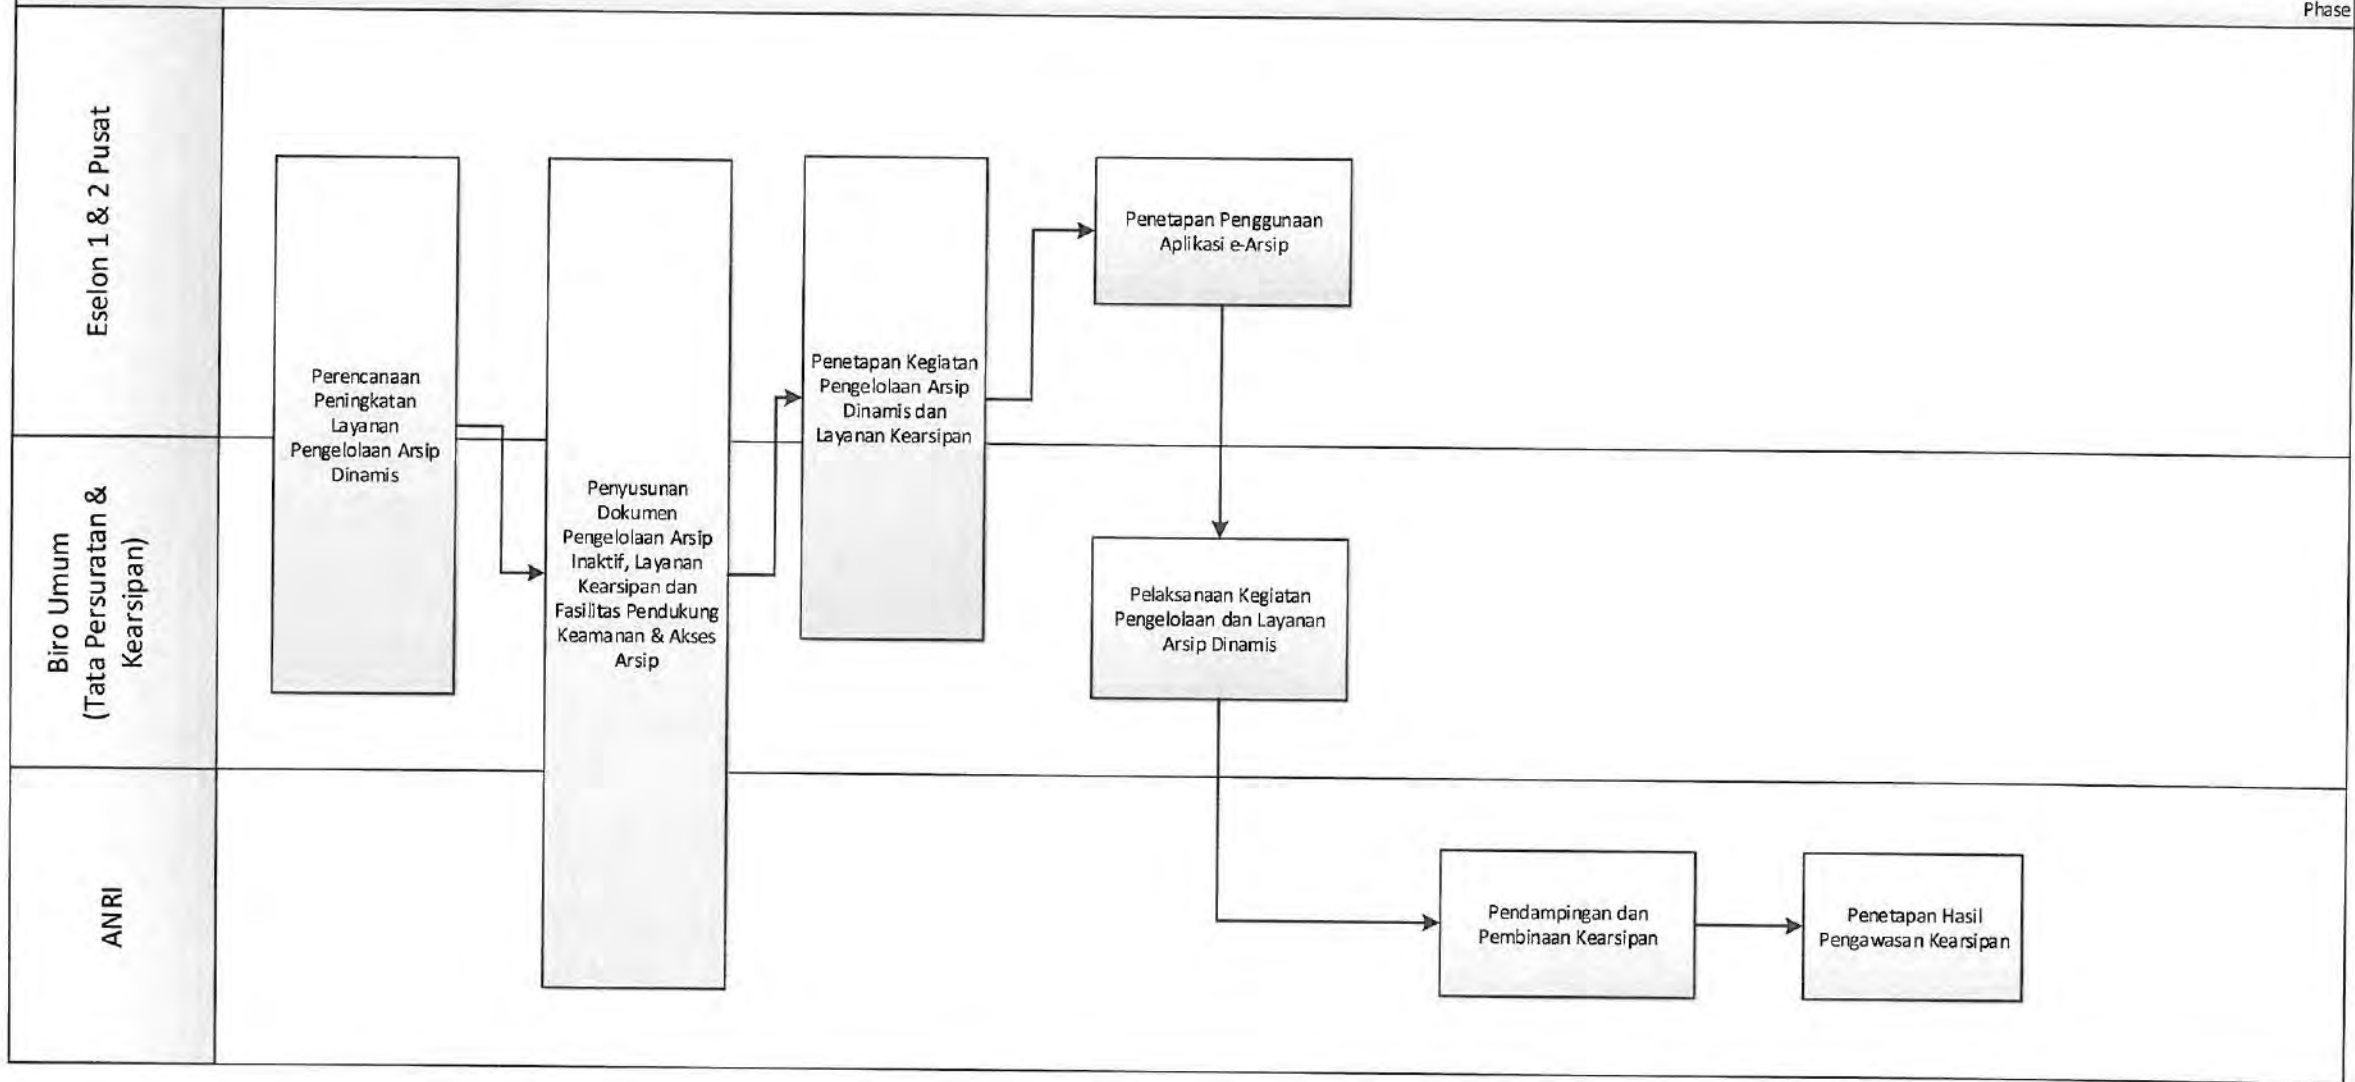 Phase
Eselon 1 & 2 Pusat
Perencanaan
Peningkatan
Layanan
Pengelolaan Arsip
Dinamis
Penyusunan
Dokumen
Pengelolaan Arsip
Inaktif, Layanan
Kearsipan dan
Fasilitas Pendukung
Keamanan & Akses
Arsip
Penetapan Kegiatan
Pengelolaan Arsip
Dinamis dan
Layanan Kearsipan
Penetapan Penggunaan
Aplikasi e-Arsip
Biro Umum
(Tata Persuratan &
Kearsipan)
Pelaksanaan Kegiatan
Pengelolaan dan Layanan
Arsip Dinamis
ANRI
Pendampingan dan
Pembinaan Kearsipan
Penetapan Hasil
Pengawasan Kearsipan